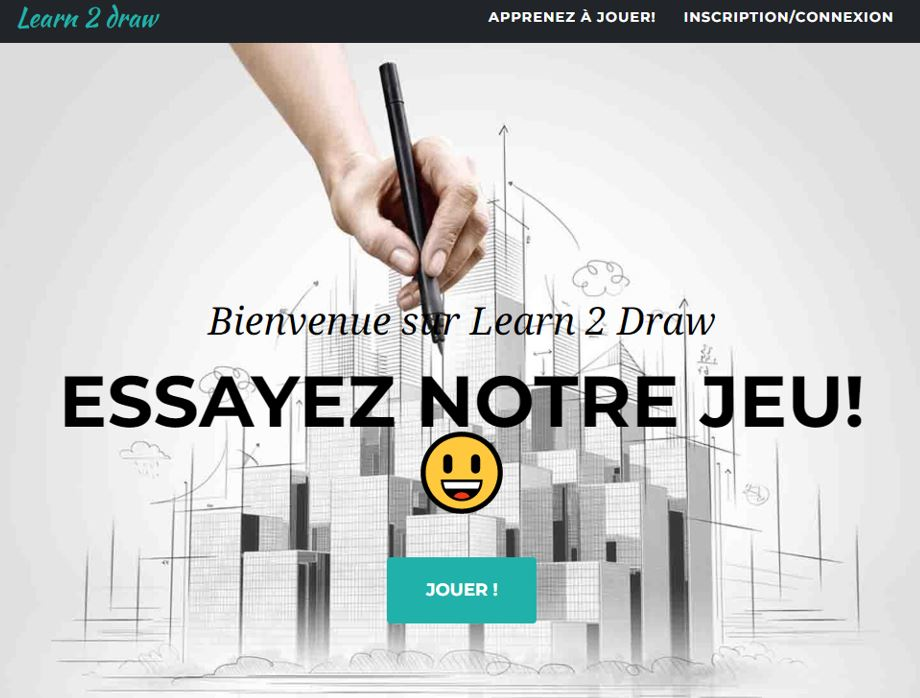 Learn 2 draw
APPRENEZ À JOUER! INSCRIPTION/CONNEXION
Bienvenue sur Learn 2 Draw
ESSAYEZ NOTRE JEU!
JOUER !